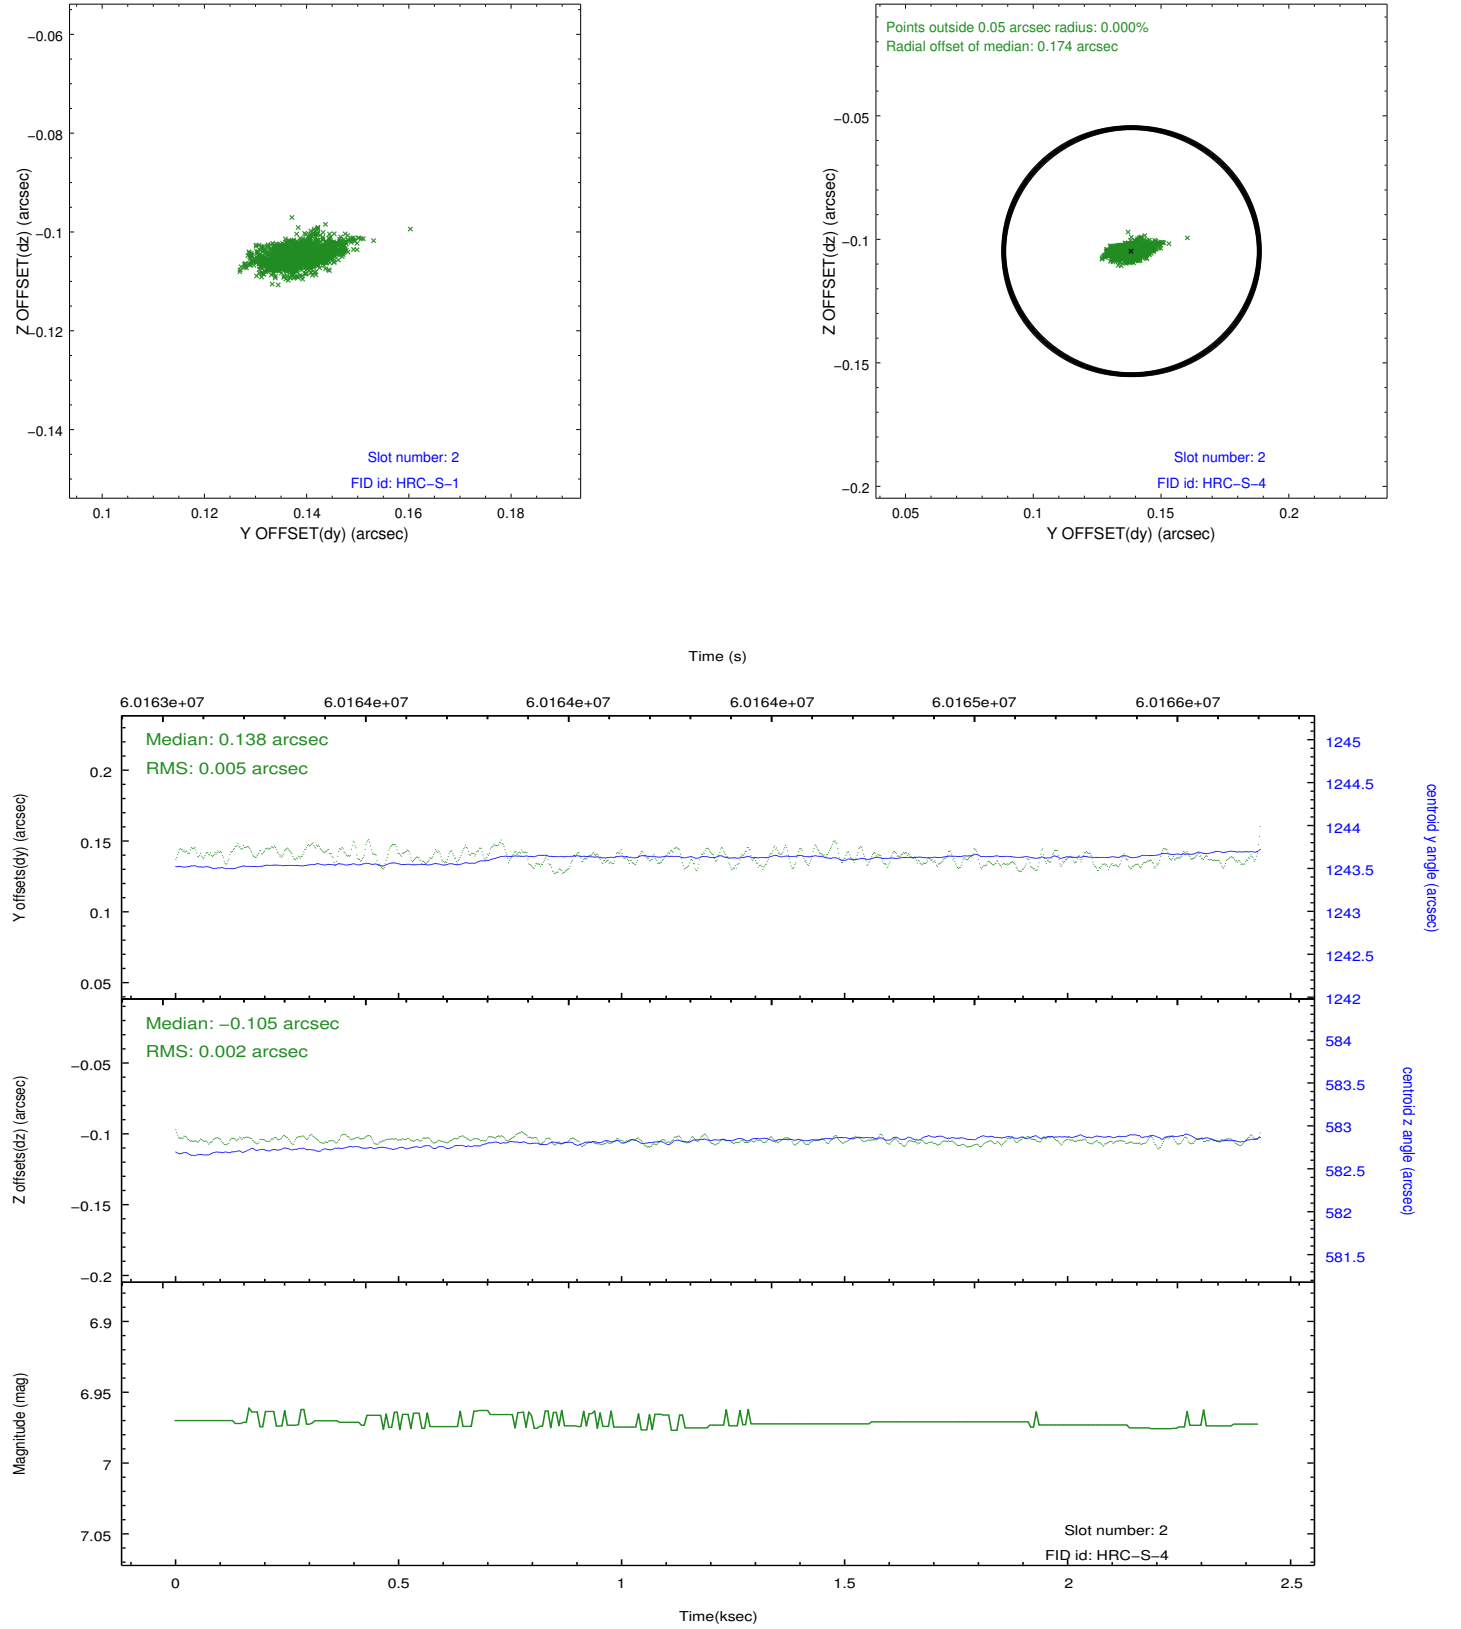 −0.06
−0.08
−0.1
−0.12
−0.14
Z OFFSET(dz) (arcsec)
Slot number: 2
FID id: HRC−S−1
0.1 0.12 0.14 0.16 0.18
Y OFFSET(dy) (arcsec)
Points outside 0.05 arcsec radius: 0.000%
Radial offset of median: 0.174 arcsec
−0.05
−0.1
−0.15
−0.2
Z OFFSET(dz) (arcsec)
Slot number: 2
FID id: HRC−S−4
0.05 0.1 0.15 0.2
Y OFFSET(dy) (arcsec)
Time (s)
6.0163e+07 6.0164e+07 6.0164e+07 6.0164e+07 6.0165e+07 6.0166e+07
Median: 0.138 arcsec
RMS: 0.005 arcsec
0.2
0.15
0.1
0.05
Y offsets(dy) (arcsec)
1245
1244.5
1244
1243.5
1243
1242.5
1242
centroid y angle (arcsec)
Median: −0.105 arcsec
RMS: 0.002 arcsec
−0.05
−0.1
−0.15
−0.2
Z offsets(dz) (arcsec)
584
583.5
583
582.5
582
581.5
centroid z angle (arcsec)
6.9
6.95
7
7.05
Magnitude (mag)
Slot number: 2
FID id: HRC−S−4
0 0.5 1 1.5 2 2.5
Time(ksec)